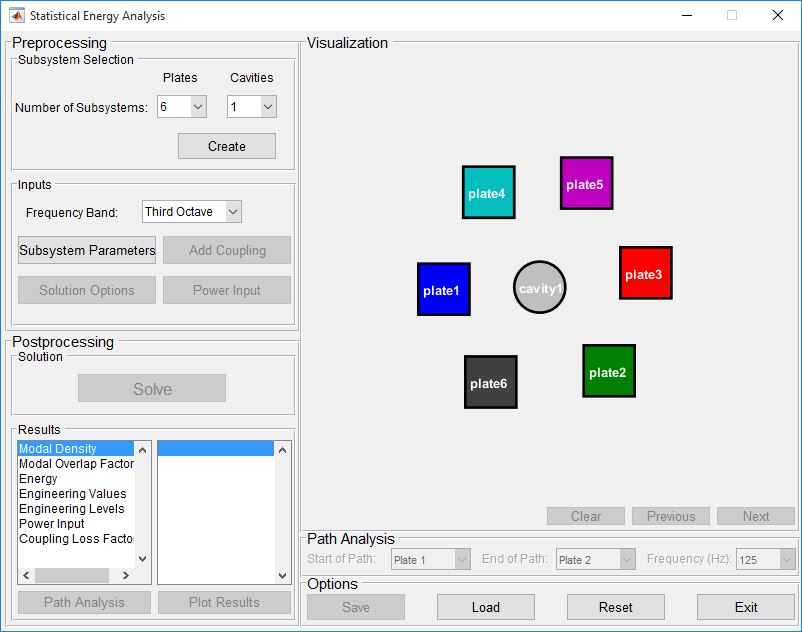 Statistical Energy Analysis
Preprocessing
Subsystem Selection
Plates Cavities
Number of Subsystems: 6 1
Create
Inputs
Frequency Band: Third Octave
Subsystem Parameters Add Coupling
Solution Options Power Input
Postprocessing
Solution
Solve
Results
Modal Density
Modal Overlap Factor
Energy
Engineering Values
Engineering Levels
Power Input
Coupling Loss Facto
Path Analysis Plot Results
Visualization
plate4 plate5
plate1 cavity1 plate3
plate6 plate2
Clear Previous Next
Path Analysis
Start of Path: Plate 1 End of Path: Plate 2 Frequency (Hz): 125
Options
Save Load Reset Exit